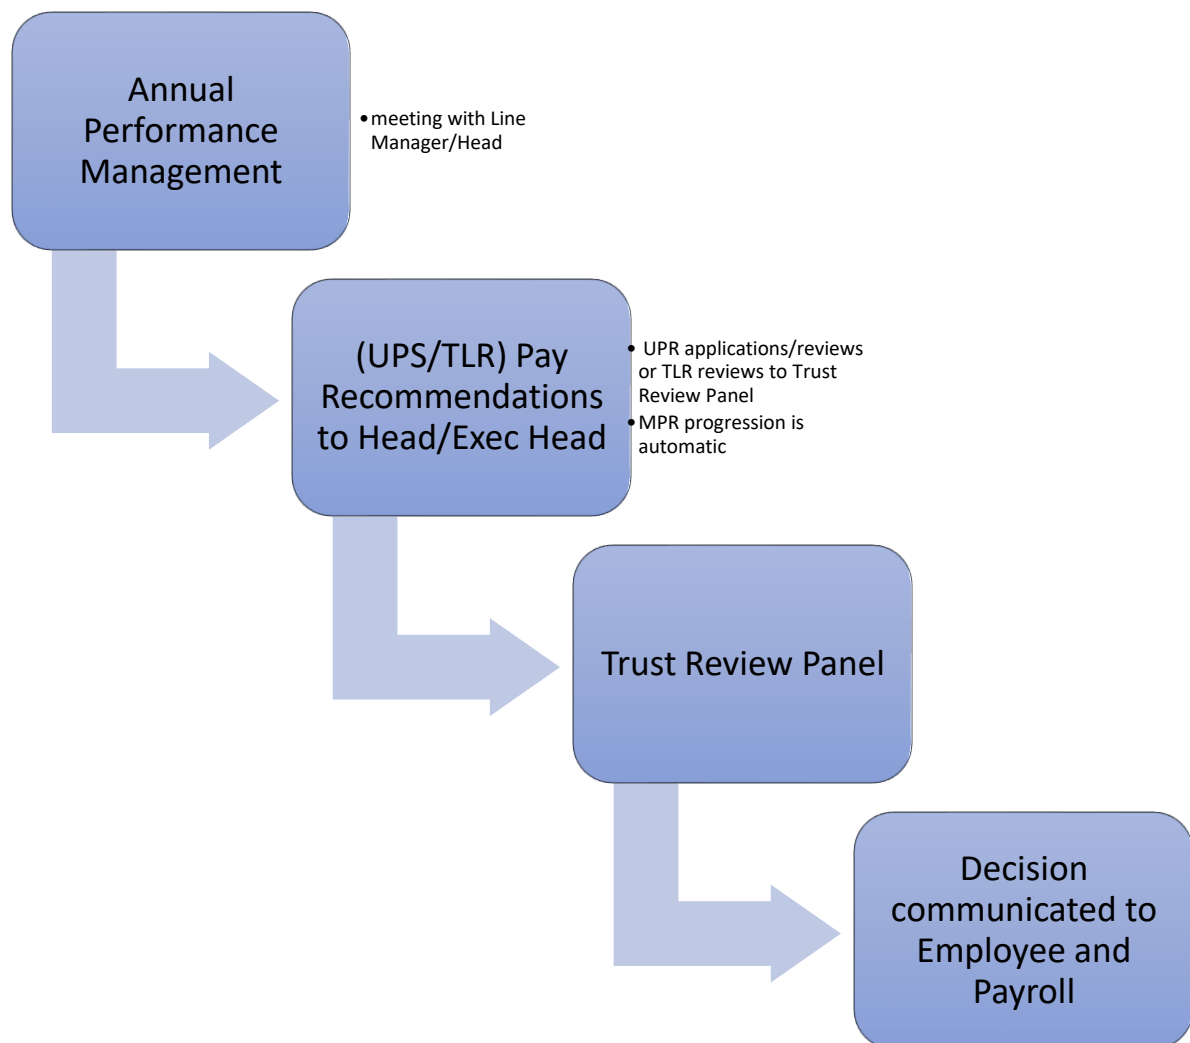 Annual
Performance
Management
•meeting with Line
Manager/Head
(UPS/TLR) Pay
Recommendations
to Head/Exec Head
• UPR applications/reviews
or TLR reviews to Trust
Review Panel
•MPR progression is
automatic
Trust Review Panel
Decision
communicated to
Employee and
Payroll